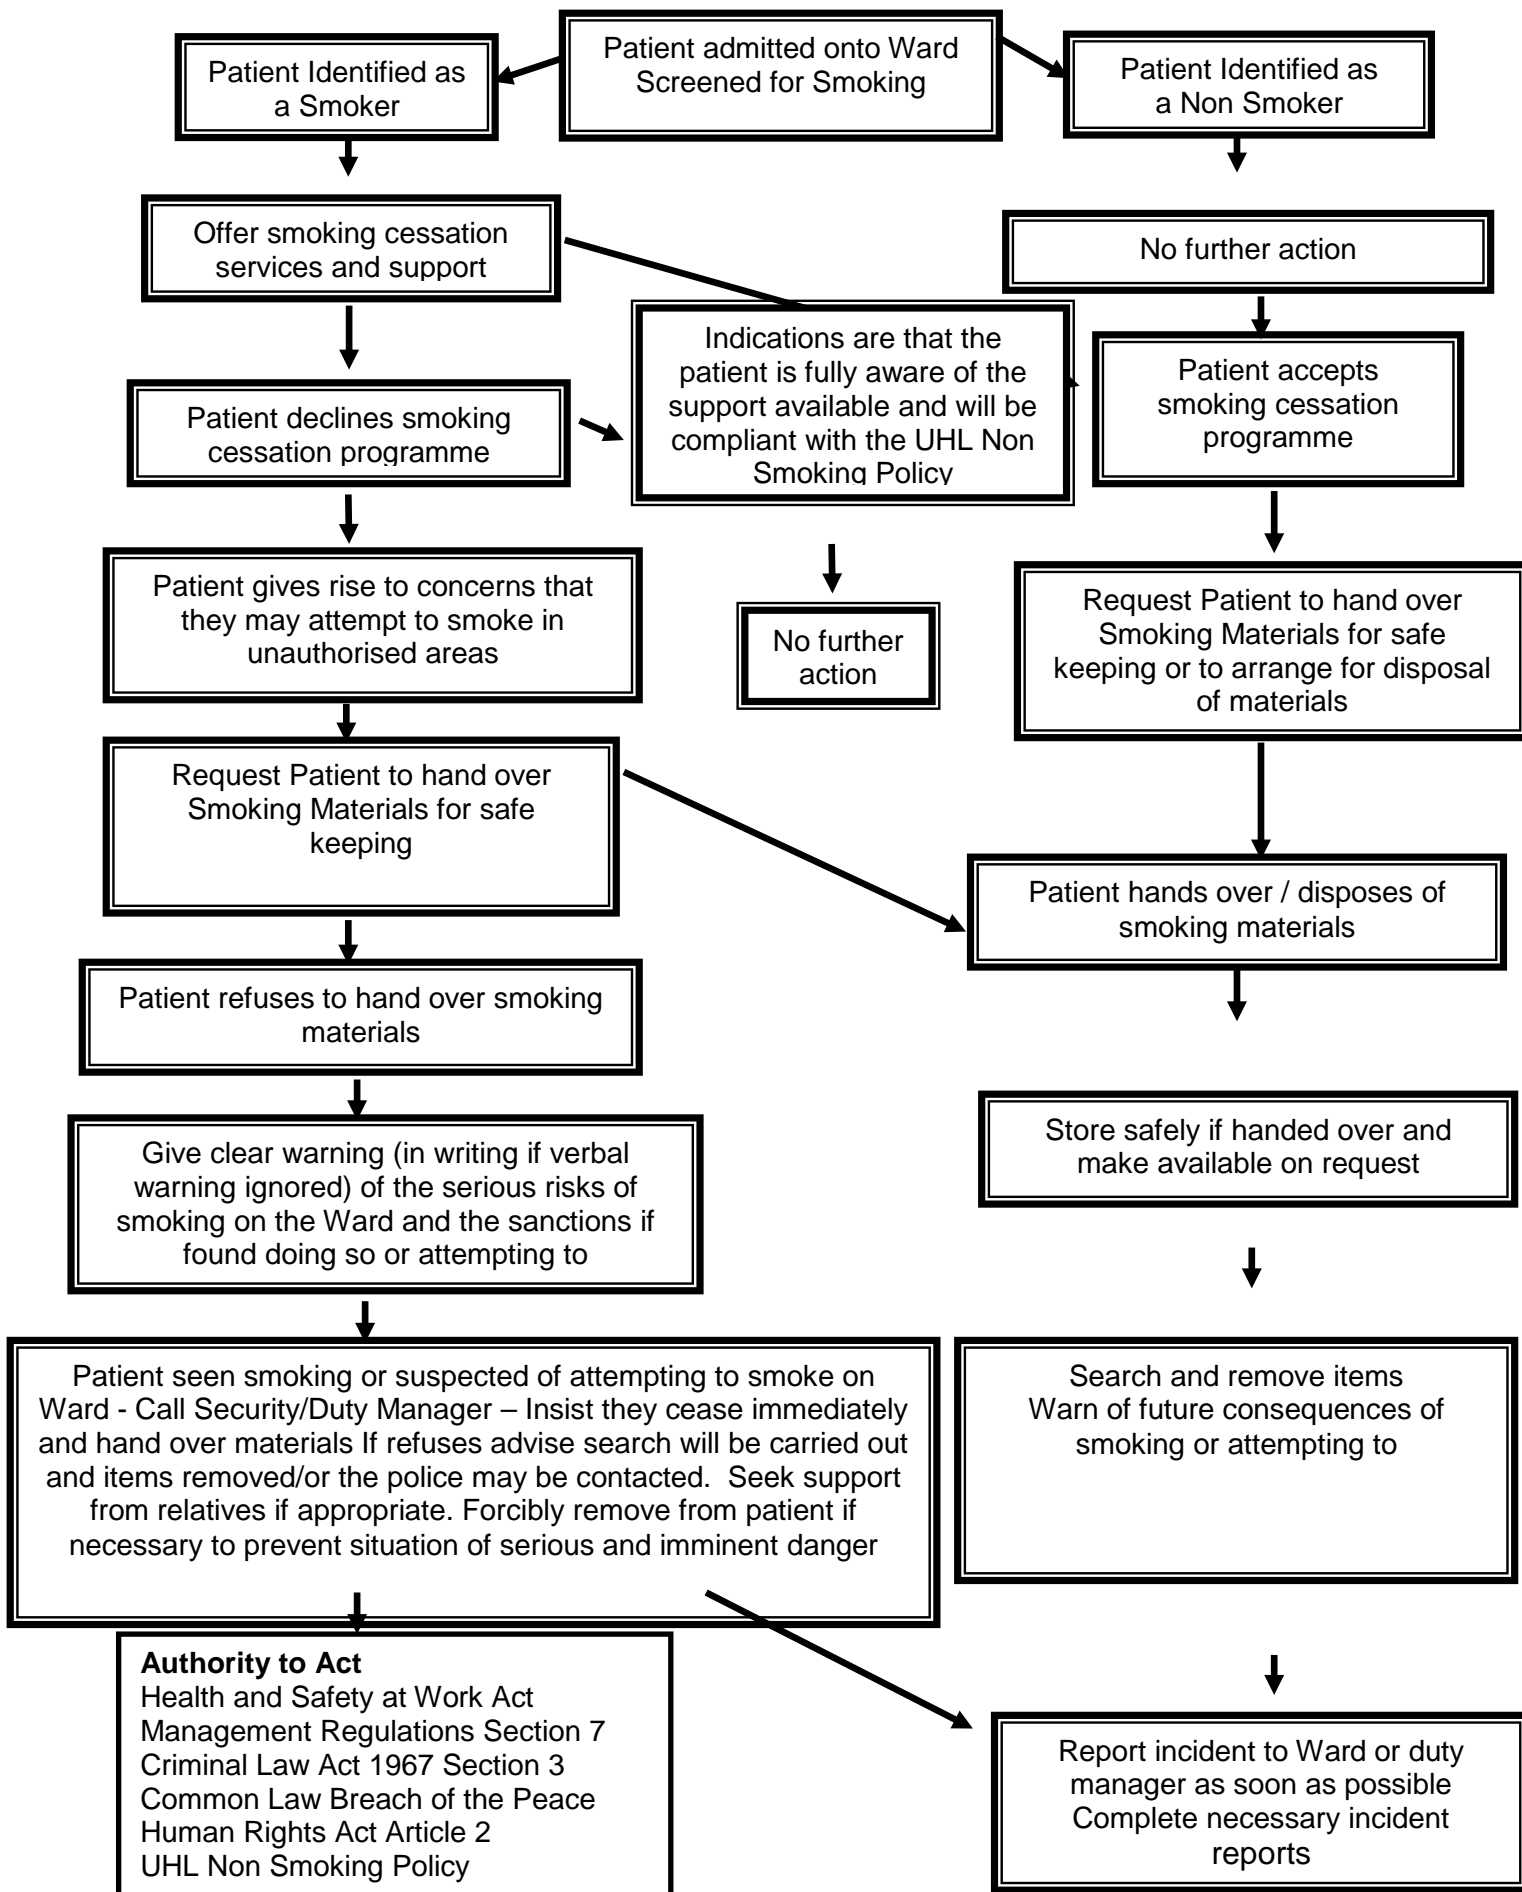 Patient admitted onto Ward
Screened for Smoking
Patient Identified as
a Smoker
Patient Identified as
a Non Smoker
Offer smoking cessation
services and support
No further action
Indications are that the
patient is fully aware of the
support available and will be
compliant with the UHL Non
Smoking Policy
Patient accepts
smoking cessation
programme
Patient declines smoking
cessation programme
Patient gives rise to concerns that
they may attempt to smoke in
unauthorised areas
No further
action
Request Patient to hand over
Smoking Materials for safe
keeping or to arrange for disposal
of materials
Request Patient to hand over
Smoking Materials for safe
keeping
Patient hands over / disposes of
smoking materials
Patient refuses to hand over smoking
materials
Store safely if handed over and
make available on request
Give clear warning (in writing if verbal
warning ignored) of the serious risks of
smoking on the Ward and the sanctions if
found doing so or attempting to
Patient seen smoking or suspected of attempting to smoke on
Ward - Call Security/Duty Manager – Insist they cease immediately
and hand over materials If refuses advise search will be carried out
and items removed/or the police may be contacted.  Seek support
from relatives if appropriate. Forcibly remove from patient if
necessary to prevent situation of serious and imminent danger
Search and remove items
Warn of future consequences of
smoking or attempting to
Authority to Act
Health and Safety at Work Act
Management Regulations Section 7
Criminal Law Act 1967 Section 3
Common Law Breach of the Peace
Human Rights Act Article 2
UHL Non Smoking Policy
Report incident to Ward or duty
manager as soon as possible
Complete necessary incident
reports